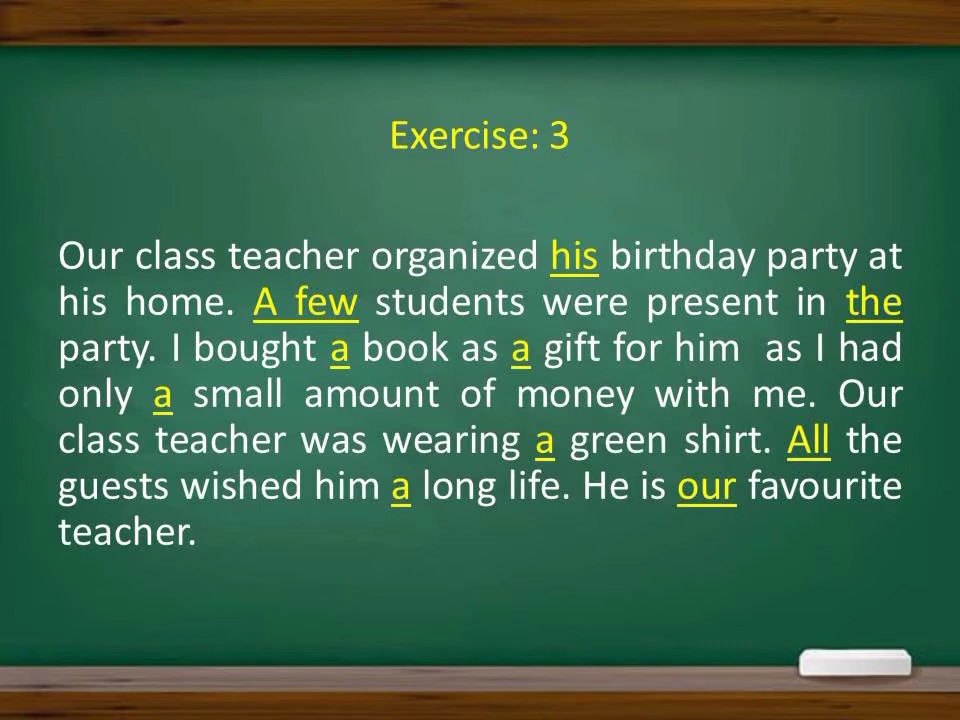 Exercise: 3
Our class teacher organized his birthday party at
his home. A few students were present in the
party. I bought a book as a gift for him as I had
only a small amount of money with me. Our
class teacher was wearing a green shirt. All the
guests wished him a long life. He is our favourite
teacher.